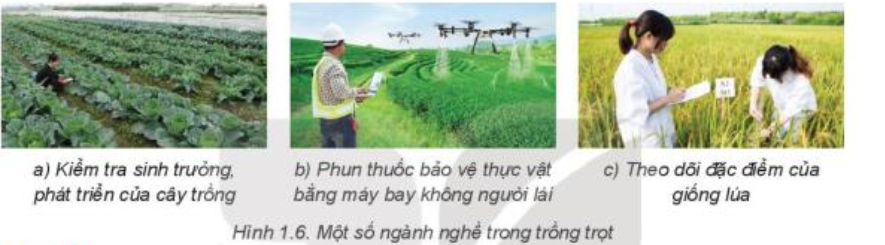 a) Kiểm tra sinh trưởng,
phát triển của cây trồng
b) Phun thuốc bảo vệ thực vật
bằng máy bay không người lái
c) Theo dõi đặc điểm của
giống lúa
Hình 1.6. Một số ngành nghề trong trồng trọt